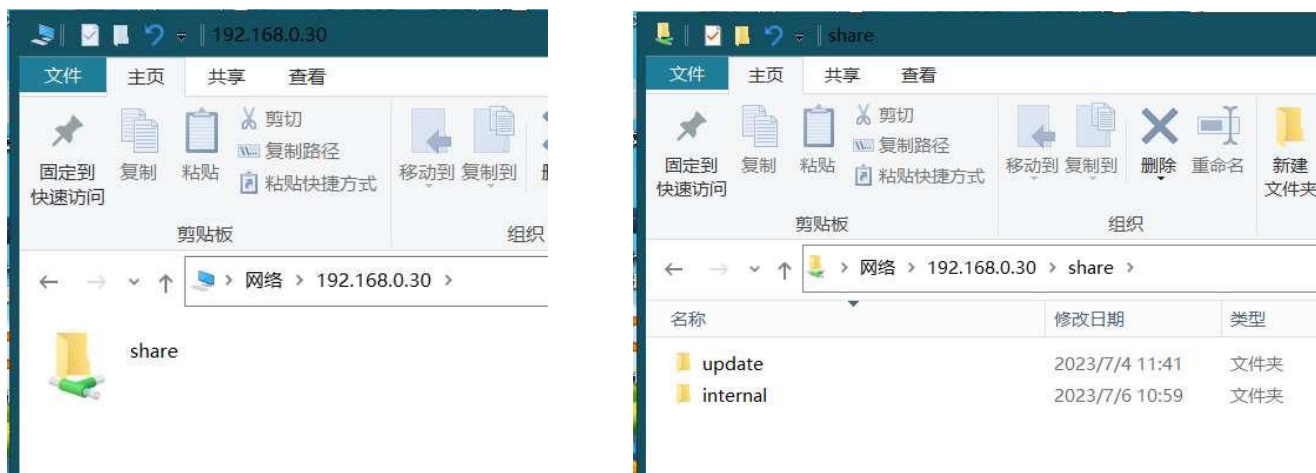 192.168.0.30
文件 主页 共享 查看
固定到
快速访问
复制
粘贴
剪切
复制路径
粘贴快捷方式
移动到 复制到
剪贴板
组织
网络 > 192.168.0.30 >
share
share
文件 主页 共享 查看
固定到
快速访问
复制
粘贴
剪切
复制路径
粘贴快捷方式
移动到 复制到 删除 重命名
新建
文件夹
剪贴板
组织
网络 > 192.168.0.30 > share >
名称 修改日期 类型
update 2023/7/4 11:41 文件夹
internal 2023/7/6 10:59 文件夹